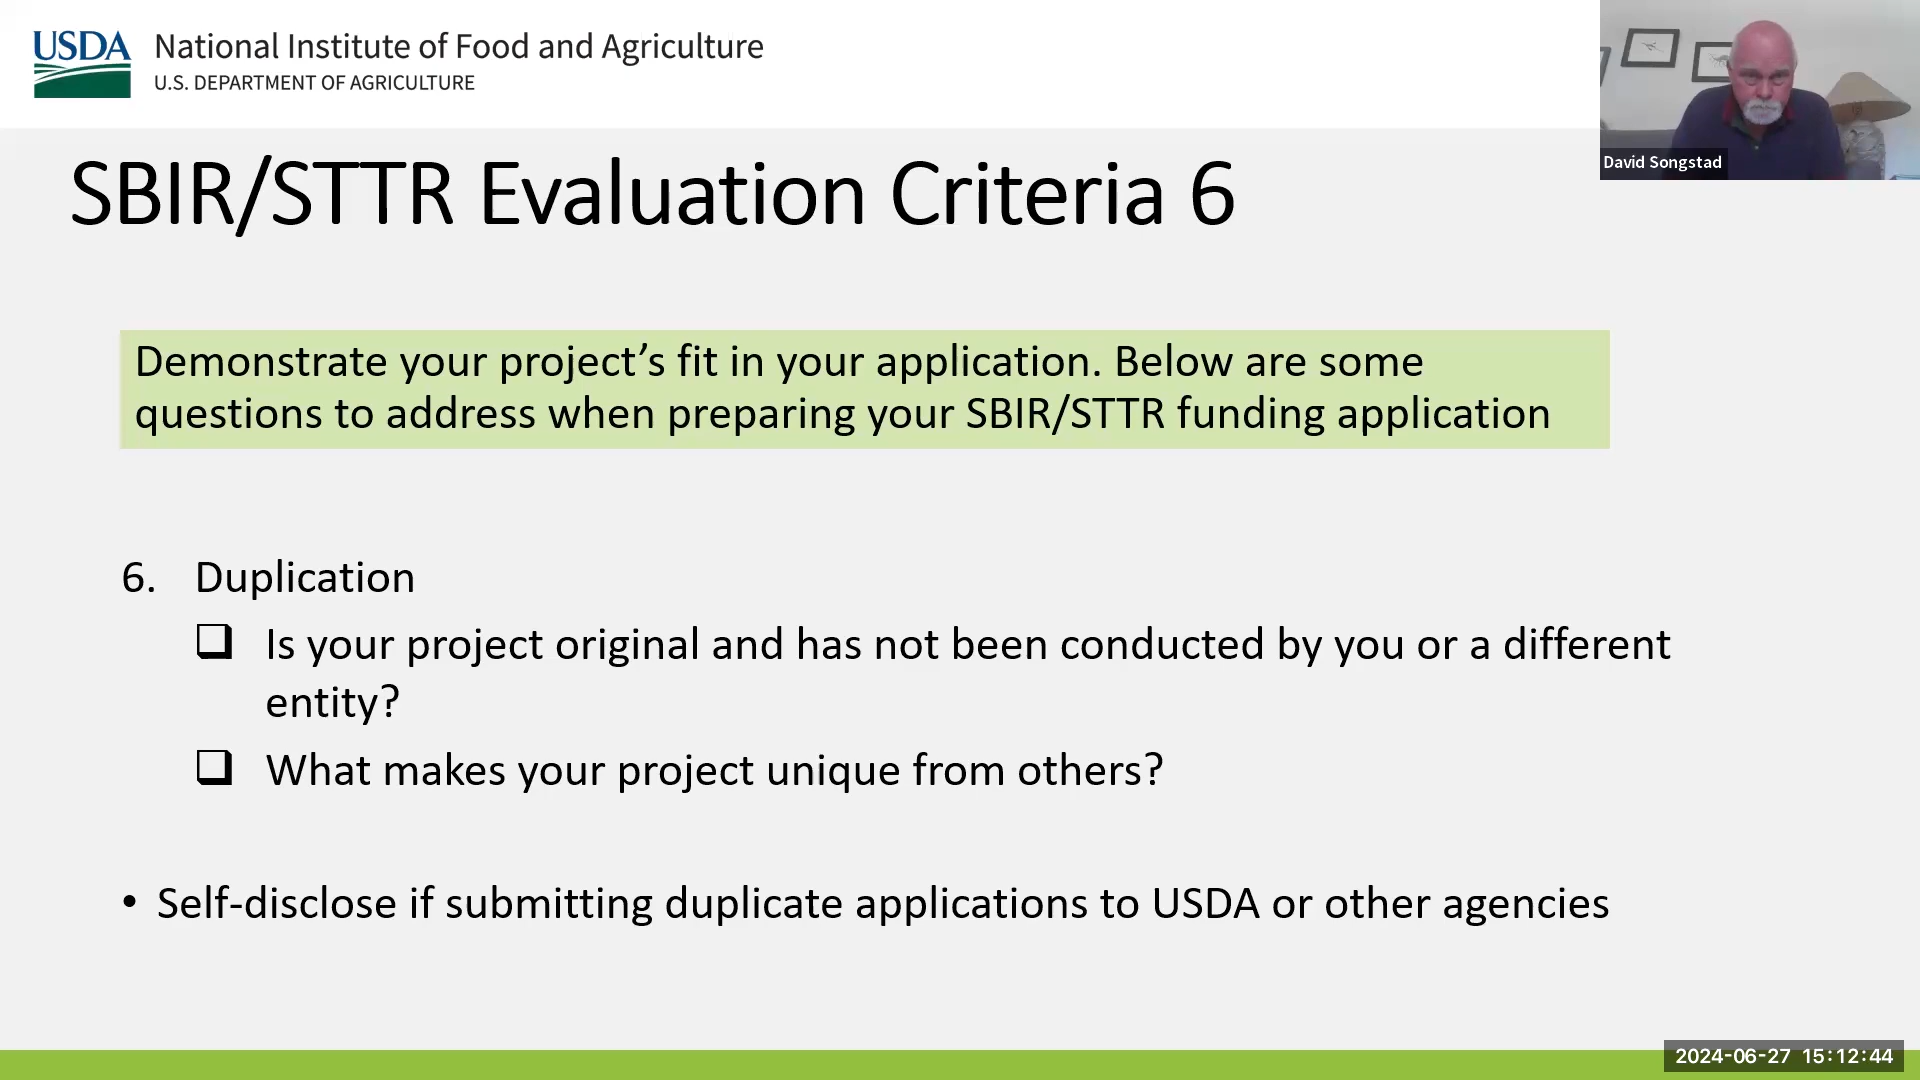 USDA
National Institute of Food and Agriculture
U.S. DEPARTMENT OF AGRICULTURE
David Songstad
SBIR/STTR Evaluation Criteria 6
Demonstrate your project’s fit in your application. Below are some
questions to address when preparing your SBIR/STTR funding application
6. Duplication
❑ Is your project original and has not been conducted by you or a different
entity?
❑ What makes your project unique from others?
• Self-disclose if submitting duplicate applications to USDA or other agencies
2024-06-27 15:12:44